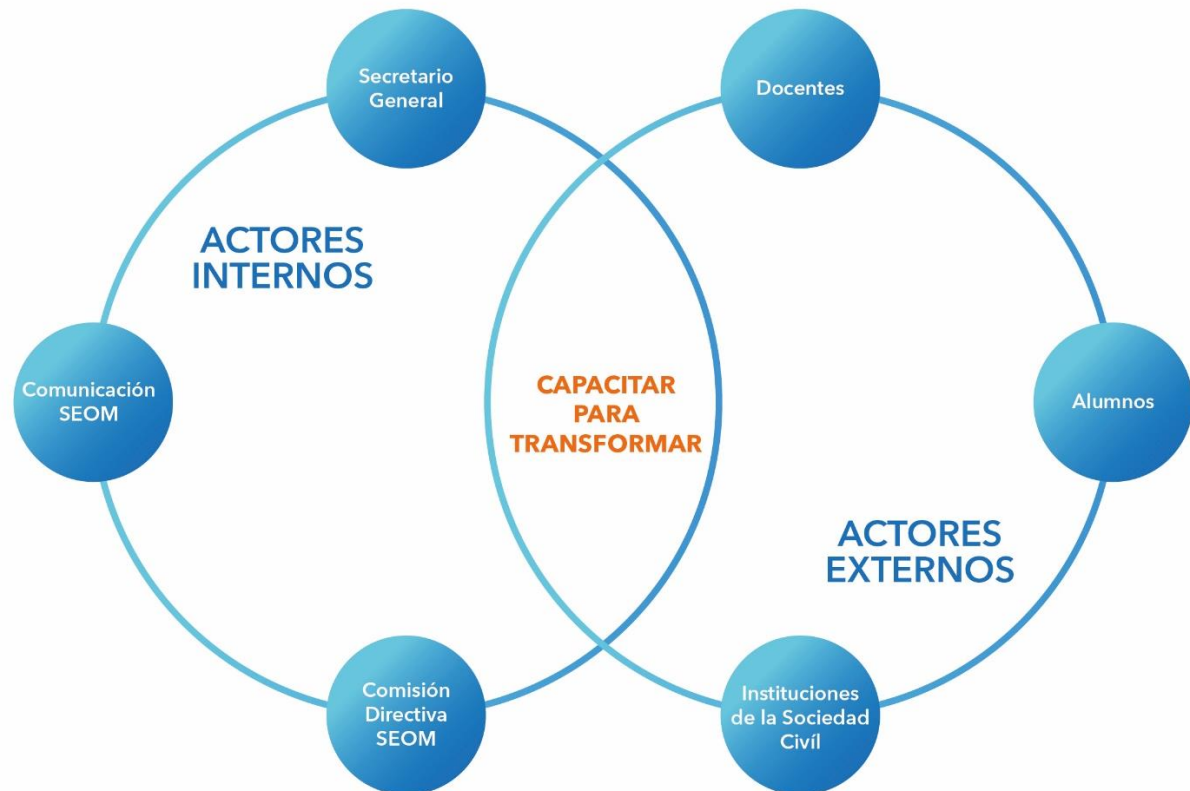 Secretario
General
Docentes
ACTORES
INTERNOS
Comunicación
SEOM
CAPACITAR
PARA
TRANSFORMAR
Alumnos
ACTORES
EXTERNOS
Comisión
Directiva
SEOM
Instituciones
de la Sociedad
Civíl